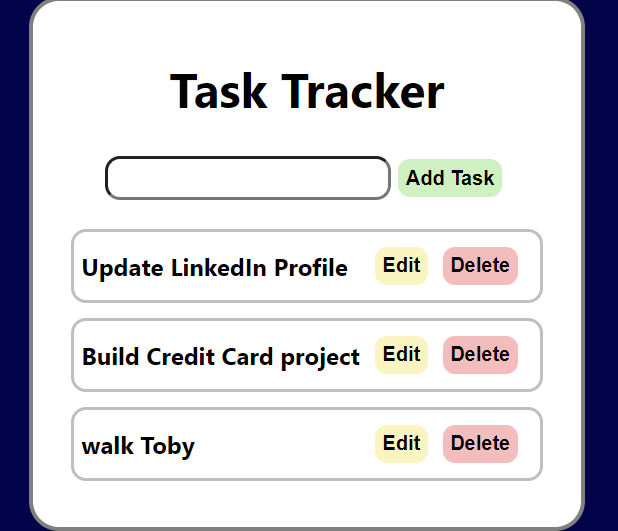 Task Tracker
Add Task
Update LinkedIn Profile Edit Delete
Build Credit Card project Edit Delete
walk Toby Edit Delete